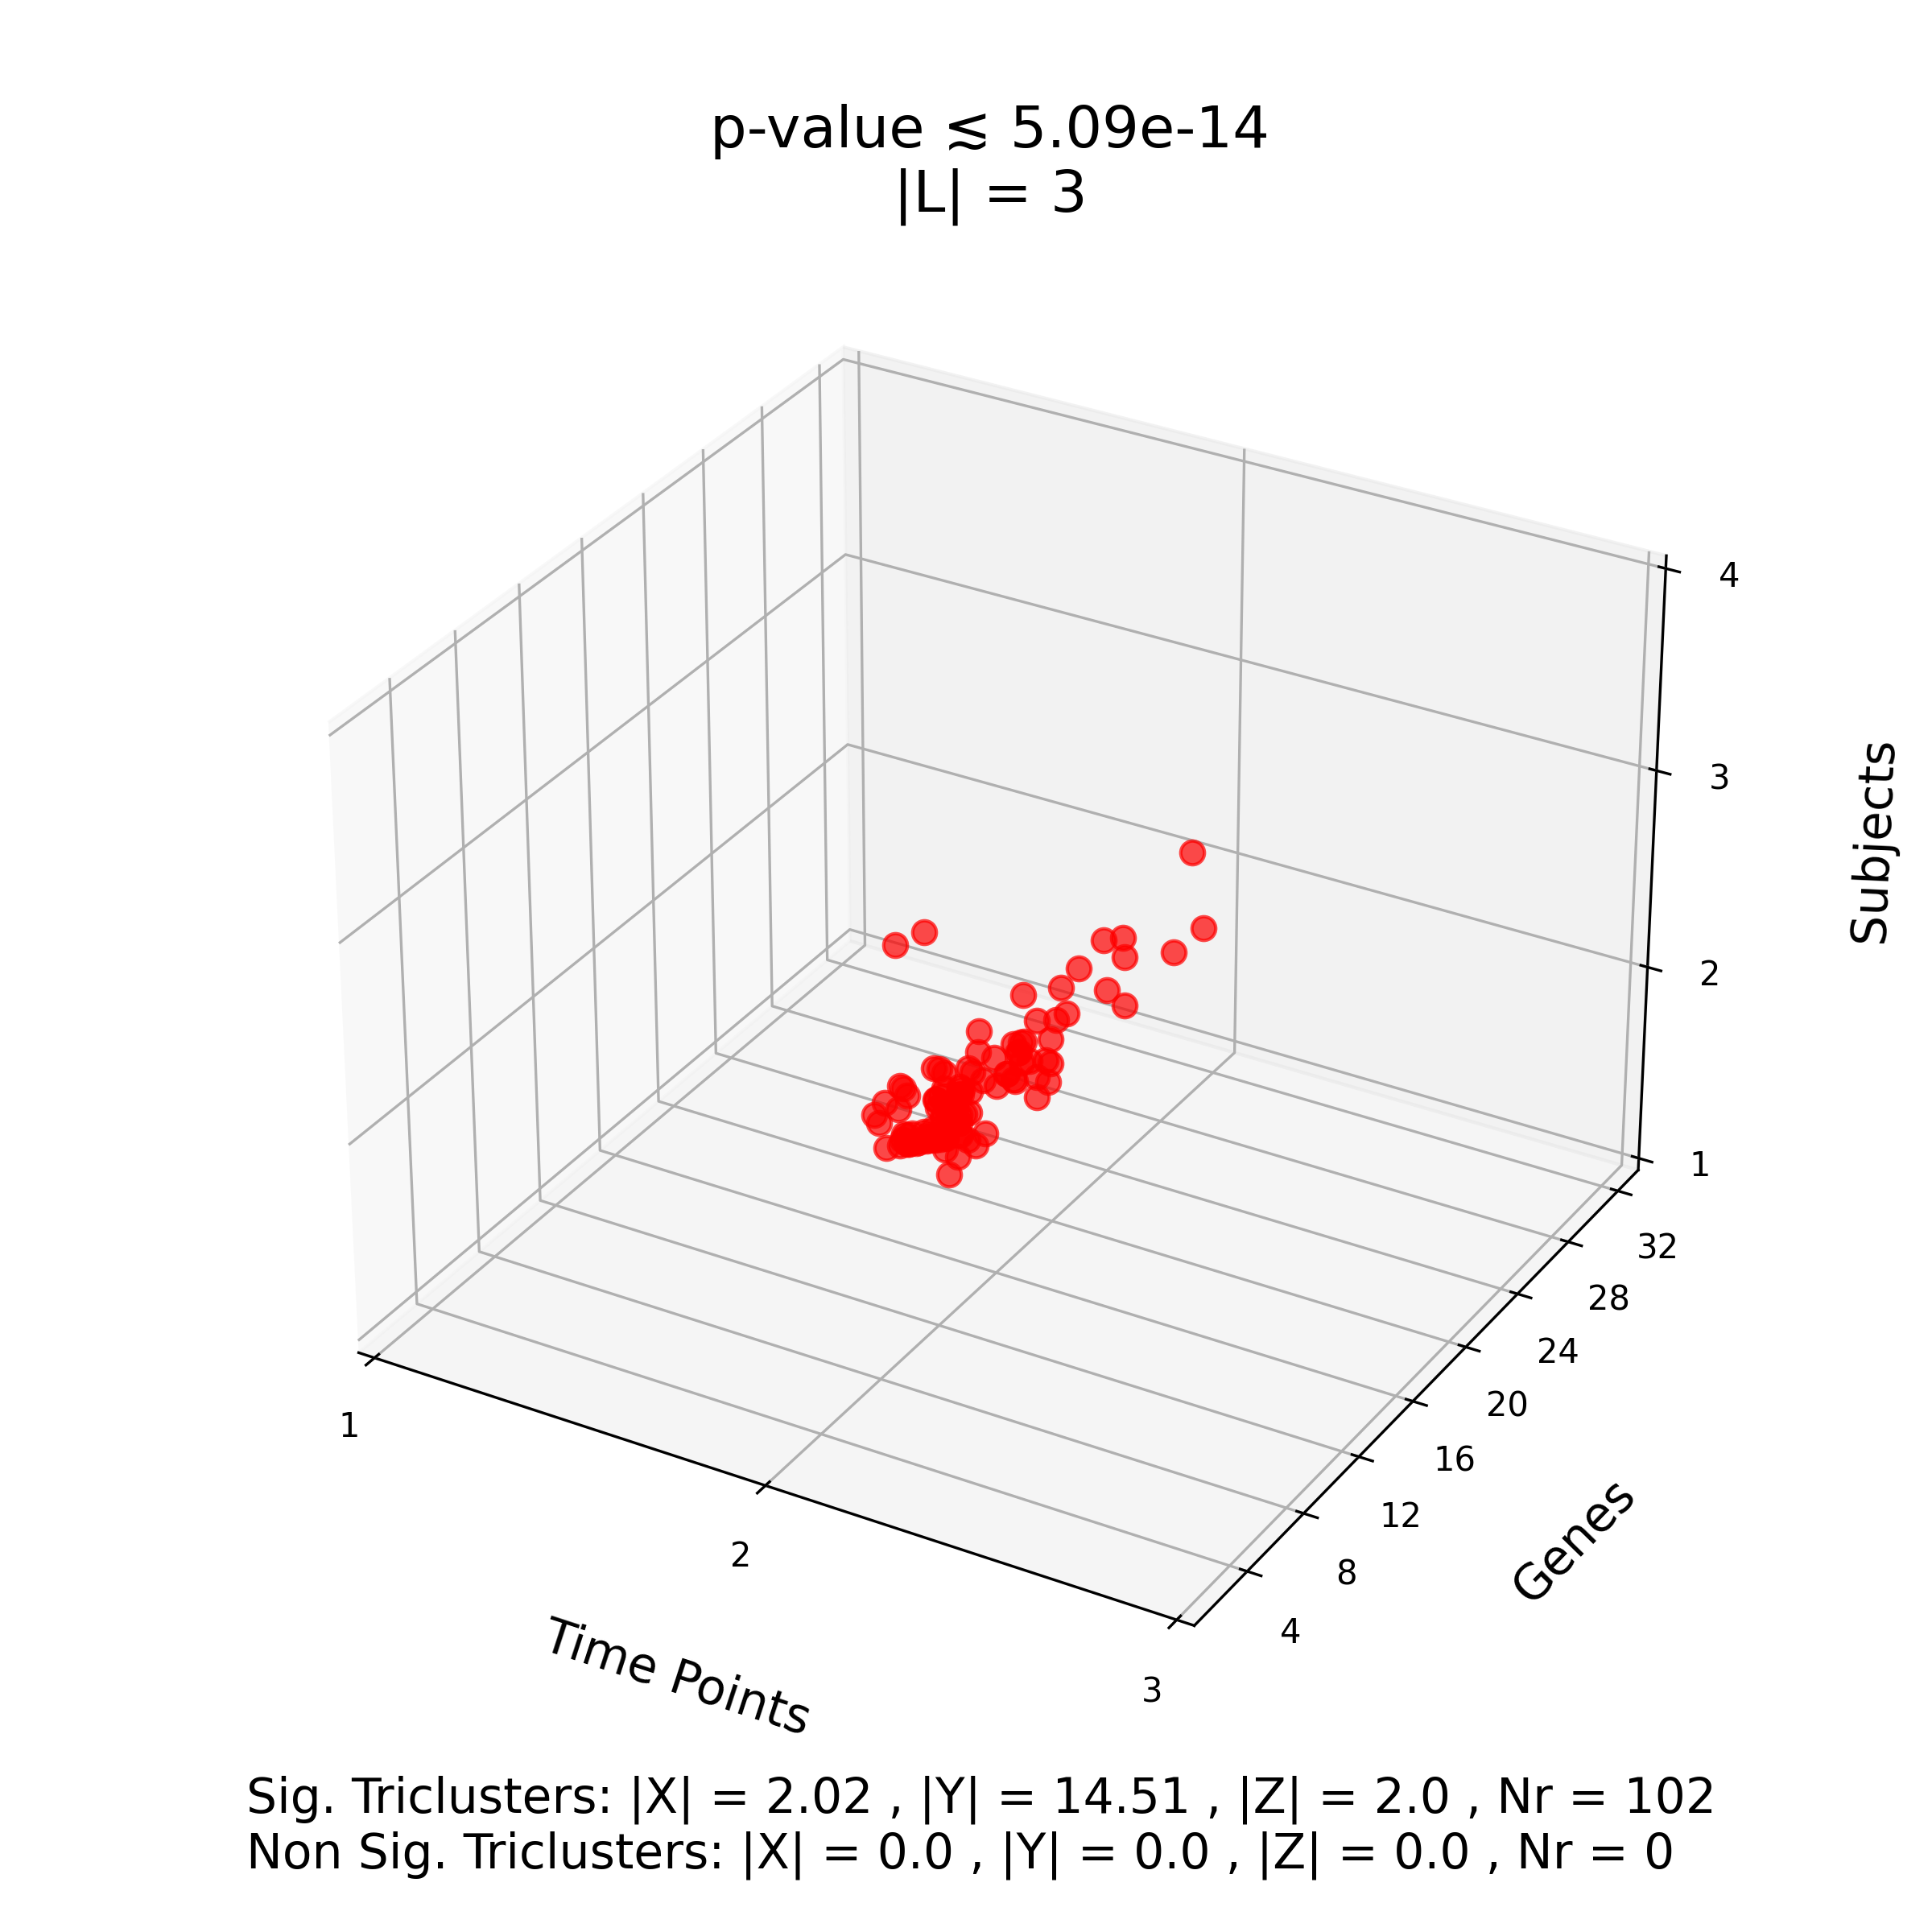 p-value ⪅ 5.09e-14
|L| = 3
4
3
2
1
Subjects
32
28
24
20
16
12
8
4
Genes
1
2
3
Time Points
Sig. Triclusters: |X| = 2.02 , |Y| = 14.51 , |Z| = 2.0 , Nr = 102
Non Sig. Triclusters: |X| = 0.0 , |Y| = 0.0 , |Z| = 0.0 , Nr = 0